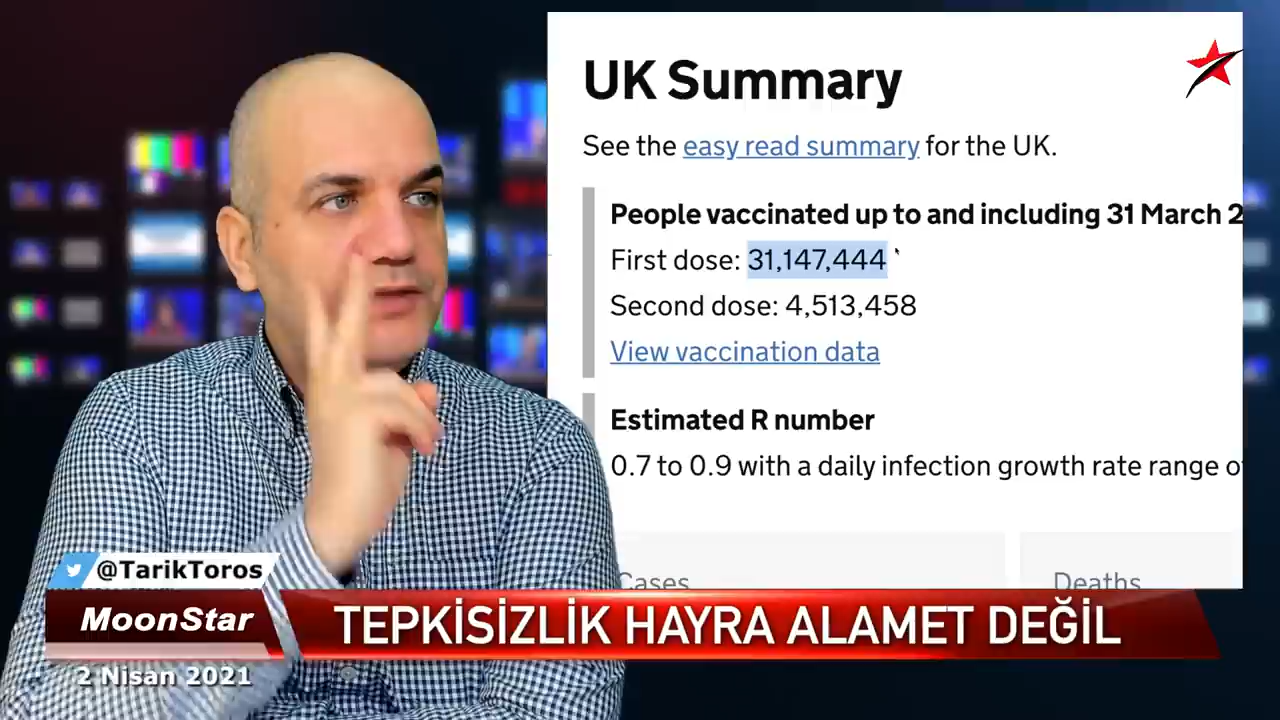 UK Summary
See the easy read summary for the UK.
People vaccinated up to and including 31 March 2
First dose: 31,147,444
Second dose: 4,513,458
View vaccination data
Estimated R number
0.7 to 0.9 with a daily infection growth rate range o
Cases
Deaths
@TarikToros
MoonStar
TEPKİSİZLİK HAYRA ALAMET DEĞİL
2 Nisan 2021